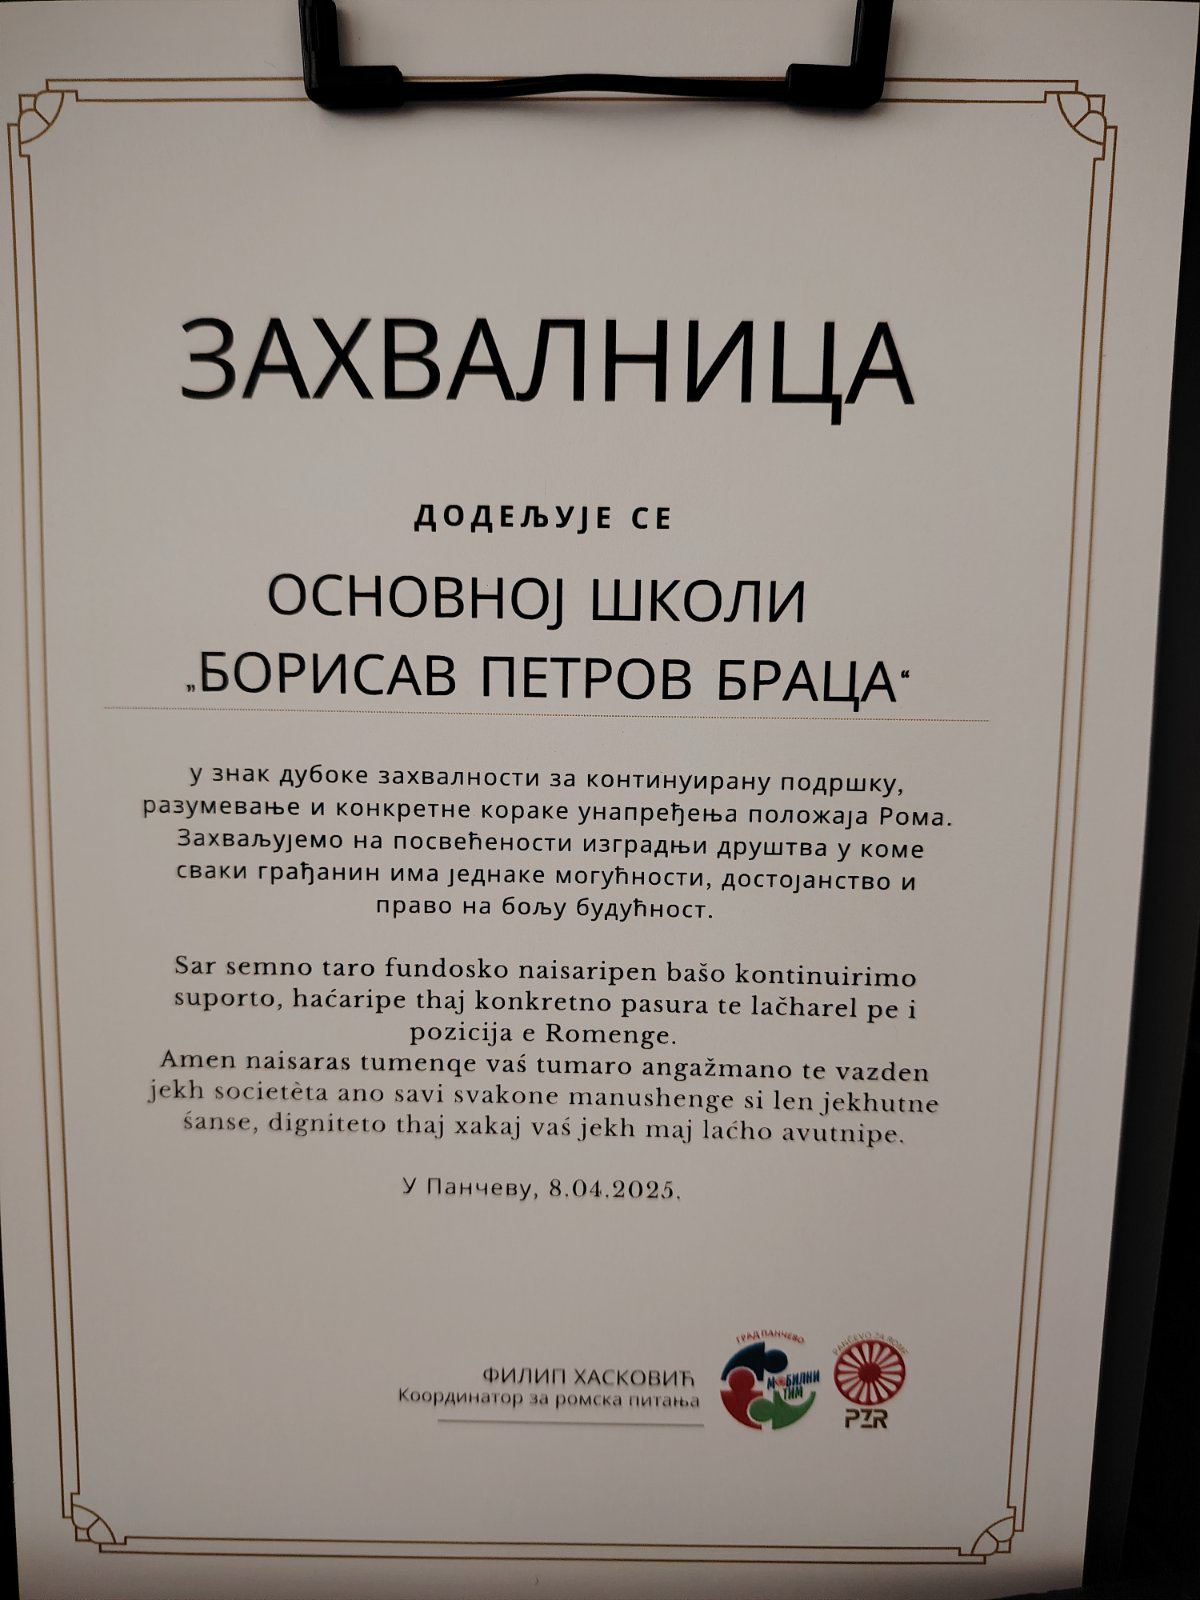 ЗАХВАЛНИЦА
ДОДЕЉУЈЕ СЕ
ОСНОВНОЈ ШКОЛИ
„БОРИСАВ ПЕТРОВ БРАЦА“
у знак дубоке захвалности за континуирану подршку,
разумевање и конкретне кораке унапређења положаја Рома.
Захваљујемо на посвећености изградњи друштва у коме
сваки грађанин има једнаке могућности, достојанство и
право на бољу будућност.
Sar semno taro fundosko naisaripen bašo kontinuirimo
suporto, haćaripe thaj konkretno pasura te lačharel pe i
pozicija e Romenge.
Amen naisaras tumenqe vaś tumaro angažmano te vazden
jekh societèta ano savi svakone manushenge si len jekhutne
śanse, digniteto thaj xakaj vaś jekh maj laćho avutnipe.
У Панчеву, 8.04.2025.
ФИЛИП ХАСКОВИЋ
Координатор за ромска питања
ГРАД ПАНЧЕВО
МОБИЛНИ
ТИМ
PANČEVO ZA ROME
PZR